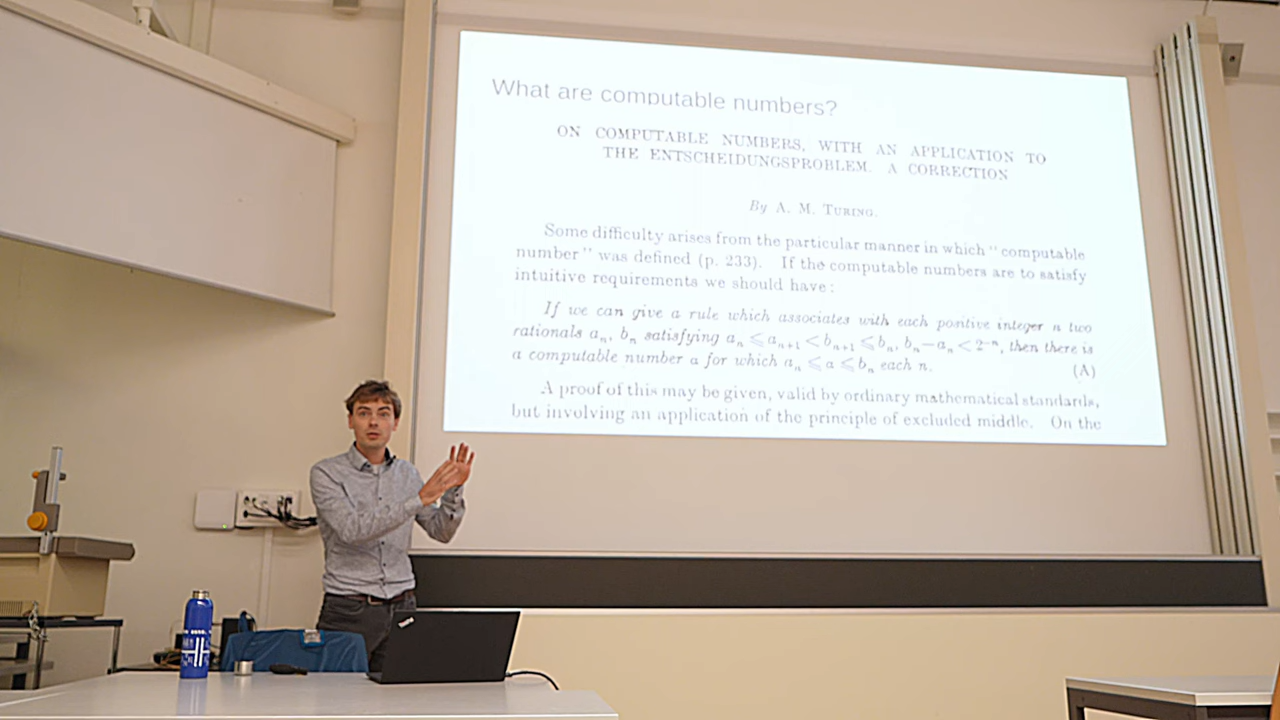 What are computable numbers?
ON COMPUTABLE NUMBERS, WITH AN APPLICATION TO
THE ENTSCHEIDUNGSPROBLEM. A CORRECTION
By A. M. TURING.
Some difficulty arises from the particular manner in which "computable
number" was defined (p. 233). If the computable numbers are to satisfy
intuitive requirements we should have:
If we can give a rule which associates with each positive integer n two
rationals aₙ, bₙ satisfying aₙ ⩽ aₙ₊₁ < bₙ₊₁ ⩽ bₙ, bₙ − aₙ < 2⁻ⁿ, then there is
a computable number α for which aₙ ⩽ α ⩽ bₙ each n. (A)
A proof of this may be given, valid by ordinary mathematical standards,
but involving an application of the principle of excluded middle. On the